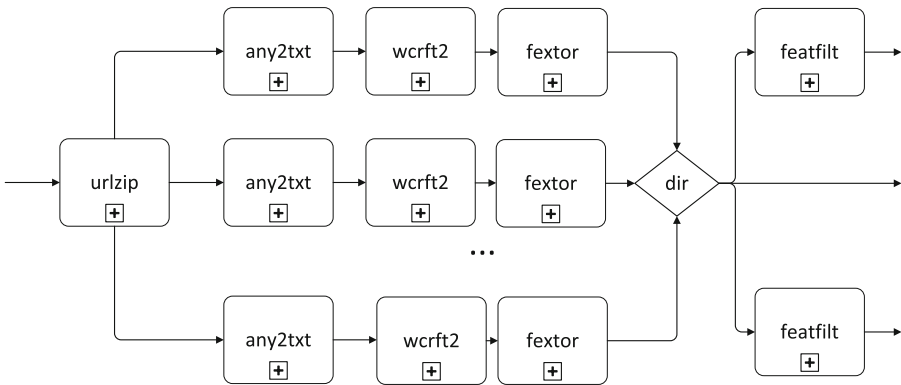 any2txt wcrft2 fextor featfilt
urlzip any2txt wcrft2 fextor dir
...
any2txt wcrft2 fextor featfilt